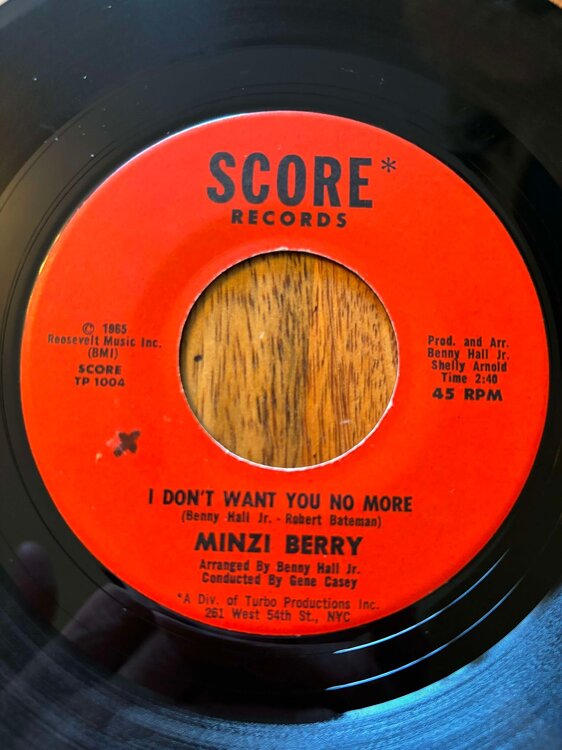 SCORE*
RECORDS
© 1965
Roosevelt Music Inc.
(BMI)
SCORE
TP 1004
Prod. and Arr.
Benny Hall Jr.
Shelly Arnold
Time 2:40
45 RPM
I DON'T WANT YOU NO MORE
(Benny Hall Jr. - Robert Bateman)
MINZI BERRY
Arranged By Benny Hall Jr.
Conducted By Gene Casey
*A Div. of Turbo Productions Inc.
261 West 54th St., NYC